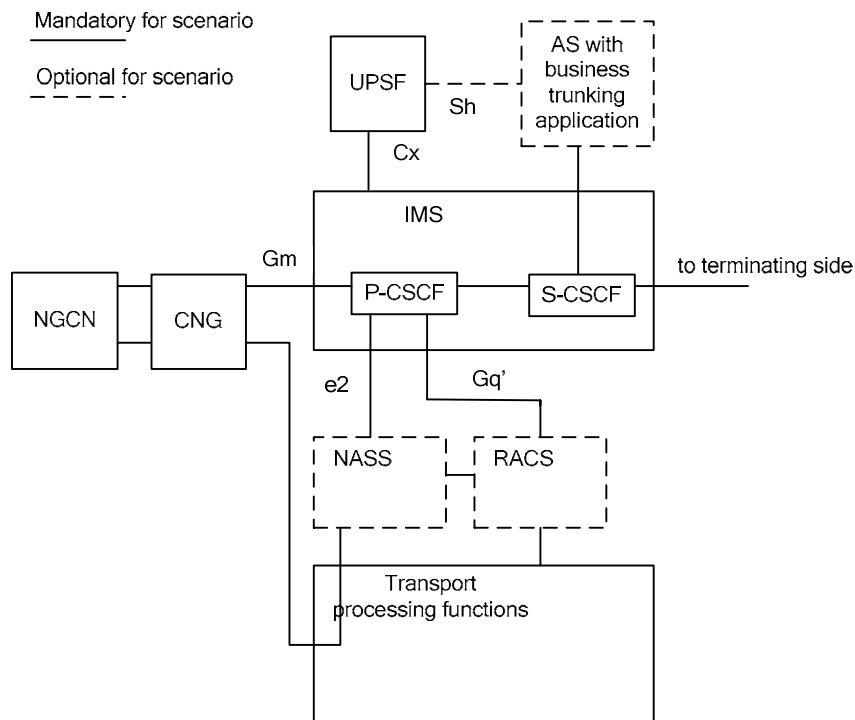 Mandatory for scenario
Optional for scenario
UPSF
Sh
AS with
business
trunking
application
Cx
IMS
Gm
to terminating side
NGCN
CNG
P-CSCF
S-CSCF
e2
Gq’
NASS
RACS
Transport
processing functions